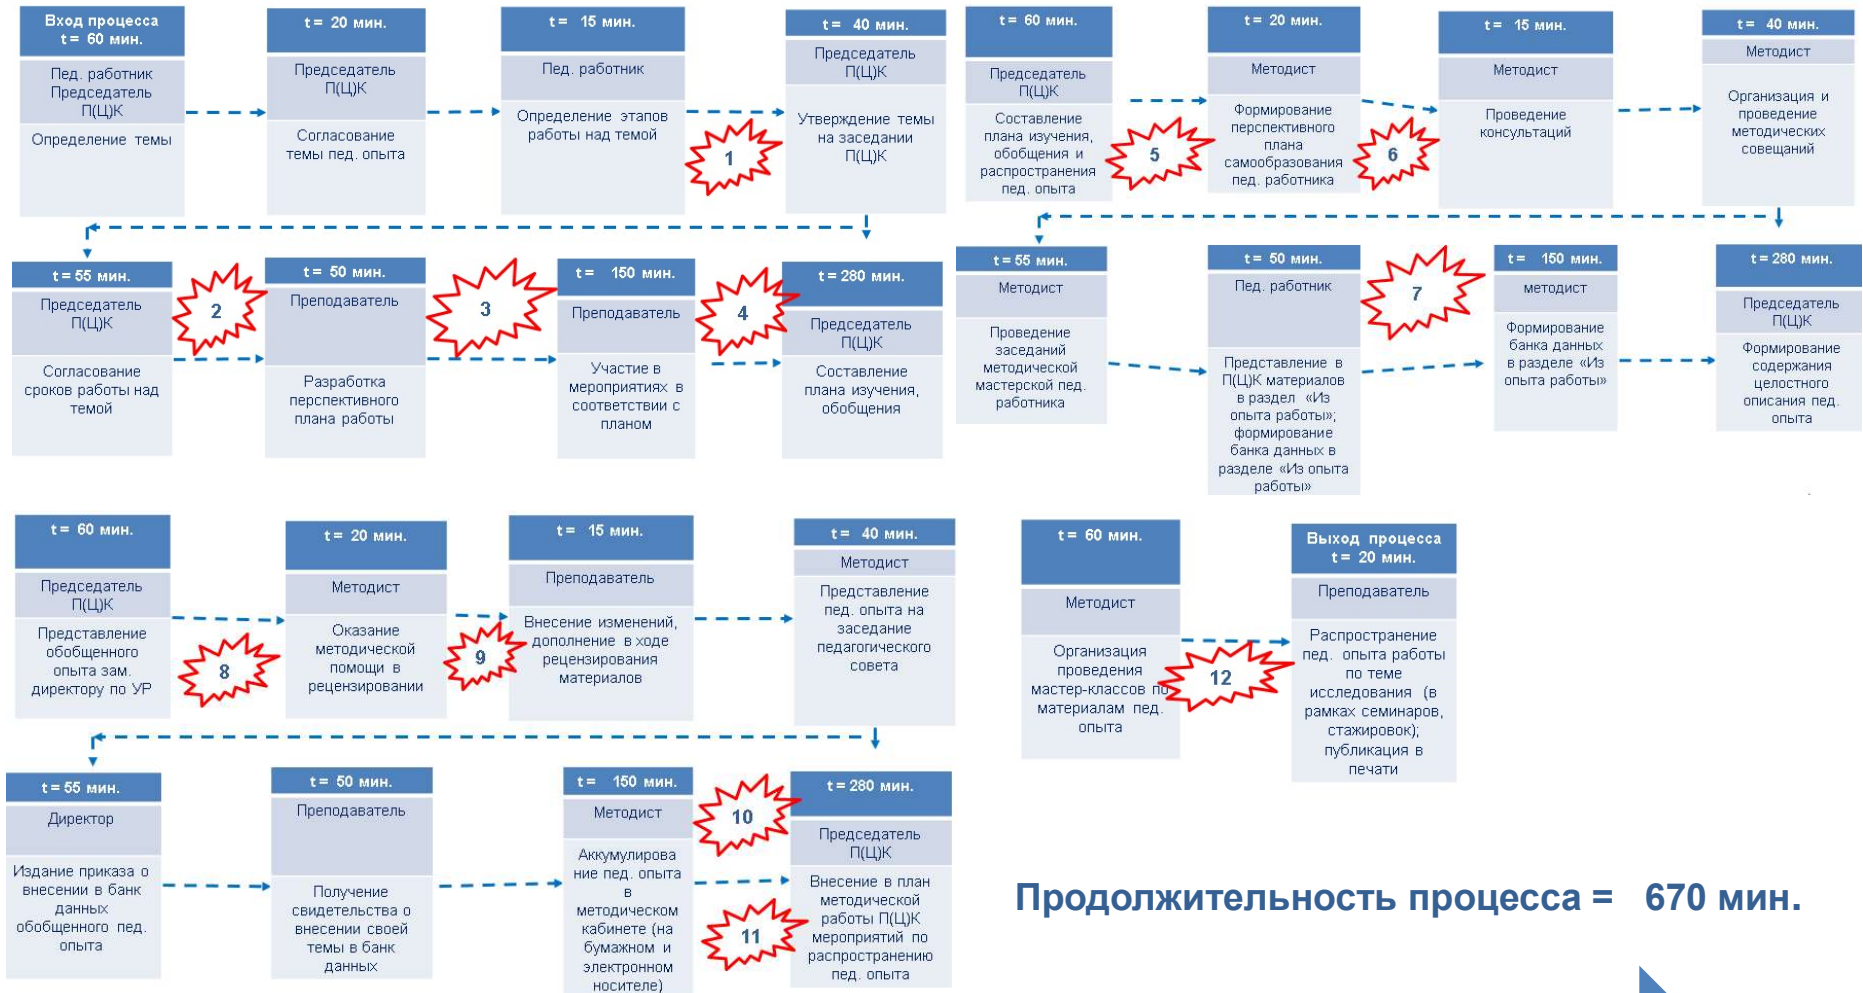 Вход процесса
t = 60 мин.
Пед. работник
Председатель
П(Ц)К
Определение темы
t = 20 мин.
Председатель
П(Ц)К
Согласование
темы пед. опыта
t = 15 мин.
Пед. работник
Определение этапов
работы над темой
1
t = 40 мин.
Председатель
П(Ц)К
Утверждение темы
на заседании
П(Ц)К
t = 55 мин.
Председатель
П(Ц)К
Согласование
сроков работы над
темой
2
t = 50 мин.
Преподаватель
Разработка
перспективного
плана работы
3
t = 150 мин.
Преподаватель
Участие в
мероприятиях в
соответствии с
планом
4
t = 280 мин.
Председатель
П(Ц)К
Составление
плана изучения,
обобщения
t = 60 мин.
Председатель
П(Ц)К
Составление
плана изучения,
обобщения и
распространения
пед. опыта
5
t = 20 мин.
Методист
Формирование
перспективного
плана
самообразования
пед. работника
6
t = 15 мин.
Методист
Проведение
консультаций
t = 40 мин.
Методист
Организация и
проведение
методических
совещаний
t = 55 мин.
Методист
Проведение
заседаний
методической
мастерской пед.
работника
t = 50 мин.
Пед. работник
Представление в
П(Ц)К материалов
в раздел «Из
опыта работы»;
формирование
банка данных в
разделе «Из опыта
работы»
7
t = 150 мин.
методист
Формирование
банка данных
в разделе «Из
опыта работы»
t = 280 мин.
Председатель
П(Ц)К
Формирование
содержания
целостного
описания пед.
опыта
t = 60 мин.
Председатель
П(Ц)К
Представление
обобщенного
опыта зам.
директору по УР
8
t = 20 мин.
Методист
Оказание
методической
помощи в
рецензировании
9
t = 15 мин.
Преподаватель
Внесение изменений,
дополнение в ходе
рецензирования
материалов
t = 40 мин.
Методист
Представление
пед. опыта на
заседание
педагогического
совета
t = 55 мин.
Директор
Издание приказа о
внесении в банк
данных
обобщенного пед.
опыта
t = 50 мин.
Преподаватель
Получение
свидетельства о
внесении своей
темы в банк
данных
t = 150 мин.
Методист
Аккумулирова
ние пед. опыта
в
методическом
кабинете (на
бумажном и
электронном
носителе)
10
11
t = 280 мин.
Председатель
П(Ц)К
Внесение в план
методической
работы П(Ц)К
мероприятий по
распространению
пед. опыта
t = 60 мин.
Методист
Организация
проведения
мастер-классов по
материалам пед.
опыта
12
Выход процесса
t = 20 мин.
Преподаватель
Распространение
пед. опыта работы
по теме
исследования (в
рамках семинаров,
стажировок);
публикация в
печати
Продолжительность процесса = 670 мин.